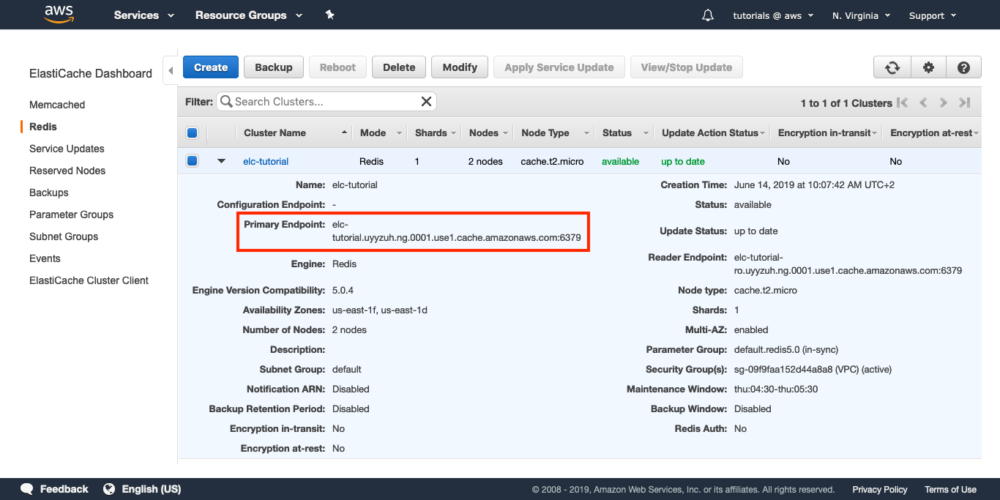 aws Services Resource Groups tutorials @ aws N. Virginia Support
ElastiCache Dashboard
Memcached
Redis
Service Updates
Reserved Nodes
Backups
Parameter Groups
Subnet Groups
Events
ElastiCache Cluster Client
Create Backup Reboot Delete Modify Apply Service Update View/Stop Update
Filter: Search Clusters... 1 to 1 of 1 Clusters
Cluster Name Mode Shards Nodes Node Type Status Update Action Status Encryption in-transit Encryption at-rest
elc-tutorial Redis 1 2 nodes cache.t2.micro available up to date No No
Name: elc-tutorial
Configuration Endpoint: -
Primary Endpoint: elc-
tutorial.uyyzuh.ng.0001.use1.cache.amazonaws.com:6379
Engine: Redis
Engine Version Compatibility: 5.0.4
Availability Zones: us-east-1f, us-east-1d
Number of Nodes: 2 nodes
Description:
Subnet Group: default
Notification ARN: Disabled
Backup Retention Period: Disabled
Encryption in-transit: No
Encryption at-rest: No
Creation Time: June 14, 2019 at 10:07:42 AM UTC+2
Status: available
Update Status: up to date
Reader Endpoint: elc-tutorial-
ro.uyyzuh.ng.0001.use1.cache.amazonaws.com:6379
Node type: cache.t2.micro
Shards: 1
Multi-AZ: enabled
Parameter Group: default.redis5.0 (in-sync)
Security Group(s): sg-09f9faa152d44a8a8 (VPC) (active)
Maintenance Window: thu:04:30-thu:05:30
Backup Window: Disabled
Redis Auth: No
Feedback English (US) © 2008 - 2019, Amazon Web Services, Inc. or its affiliates. All rights reserved. Privacy Policy Terms of Use